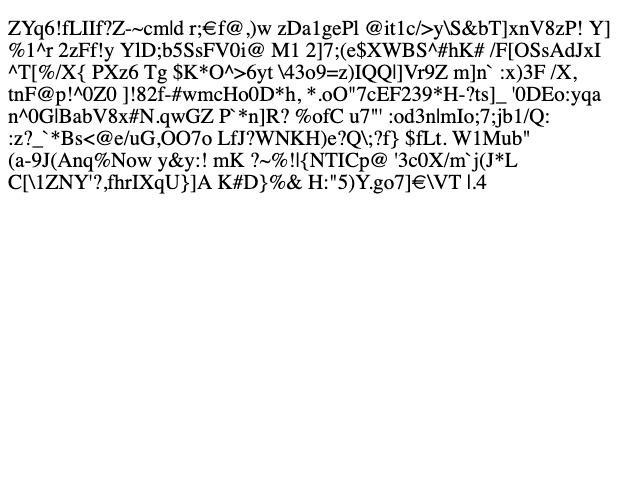 ZYq6!fLIIf?Z-~cm|d r;€f@,)w zDa1gePl @it1c/>y\S&bT]xnV8zP! Y]
%1^r 2zFf!y YlD;b5SsFV0i@ M1 2]7;(e$XWBS^#hK# /F[OSsAdJxI
^T[%/X{ PXz6 Tg $K*O^>6yt \43o9=z)IQQ|]Vr9Z m]n` :x)3F /X,
tnF@p!^0Z0 ]!82f-#wmcHo0D*h, *.oO"7cEF239*H-?ts]_ '0DEo:yqa
n^0G|BabV8x#N.qwGZ P`*n]R? %ofC u7"' :od3n|mIo;7;jb1/Q:
:z?_`*Bs<@e/uG,OO7o LfJ?WNKH)e?Q\;?f} $fLt. W1Mub"
(a-9J(Anq%Now y&y:! mK ?~%!|{NTICp@ '3c0X/m`j(J*L
C[\1ZNY'?,fhrIXqU}]A K#D}%& H:"5)Y.go7]€\VT |.4